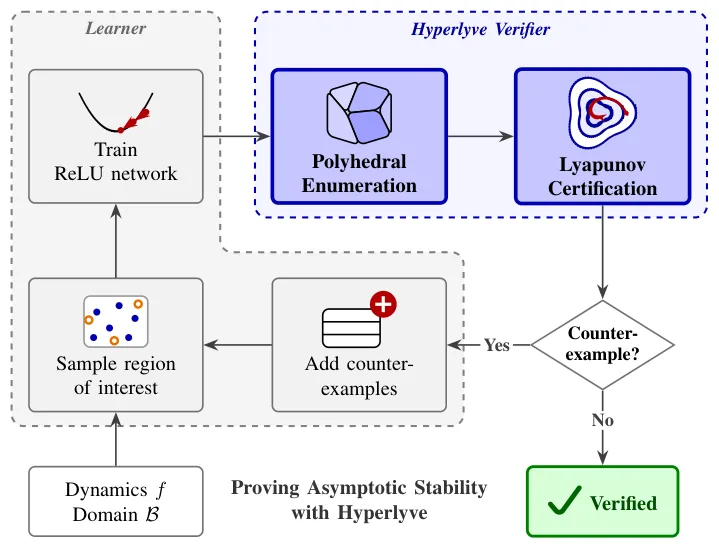 Learner
Hyperlyve Verifier
Train
ReLU network
Polyhedral
Enumeration
Lyapunov
Certification
Sample region
of interest
Add counter-
examples
Yes
Counter-
example?
No
Dynamics f
Domain ℬ
Proving Asymptotic Stability
with Hyperlyve
Verified